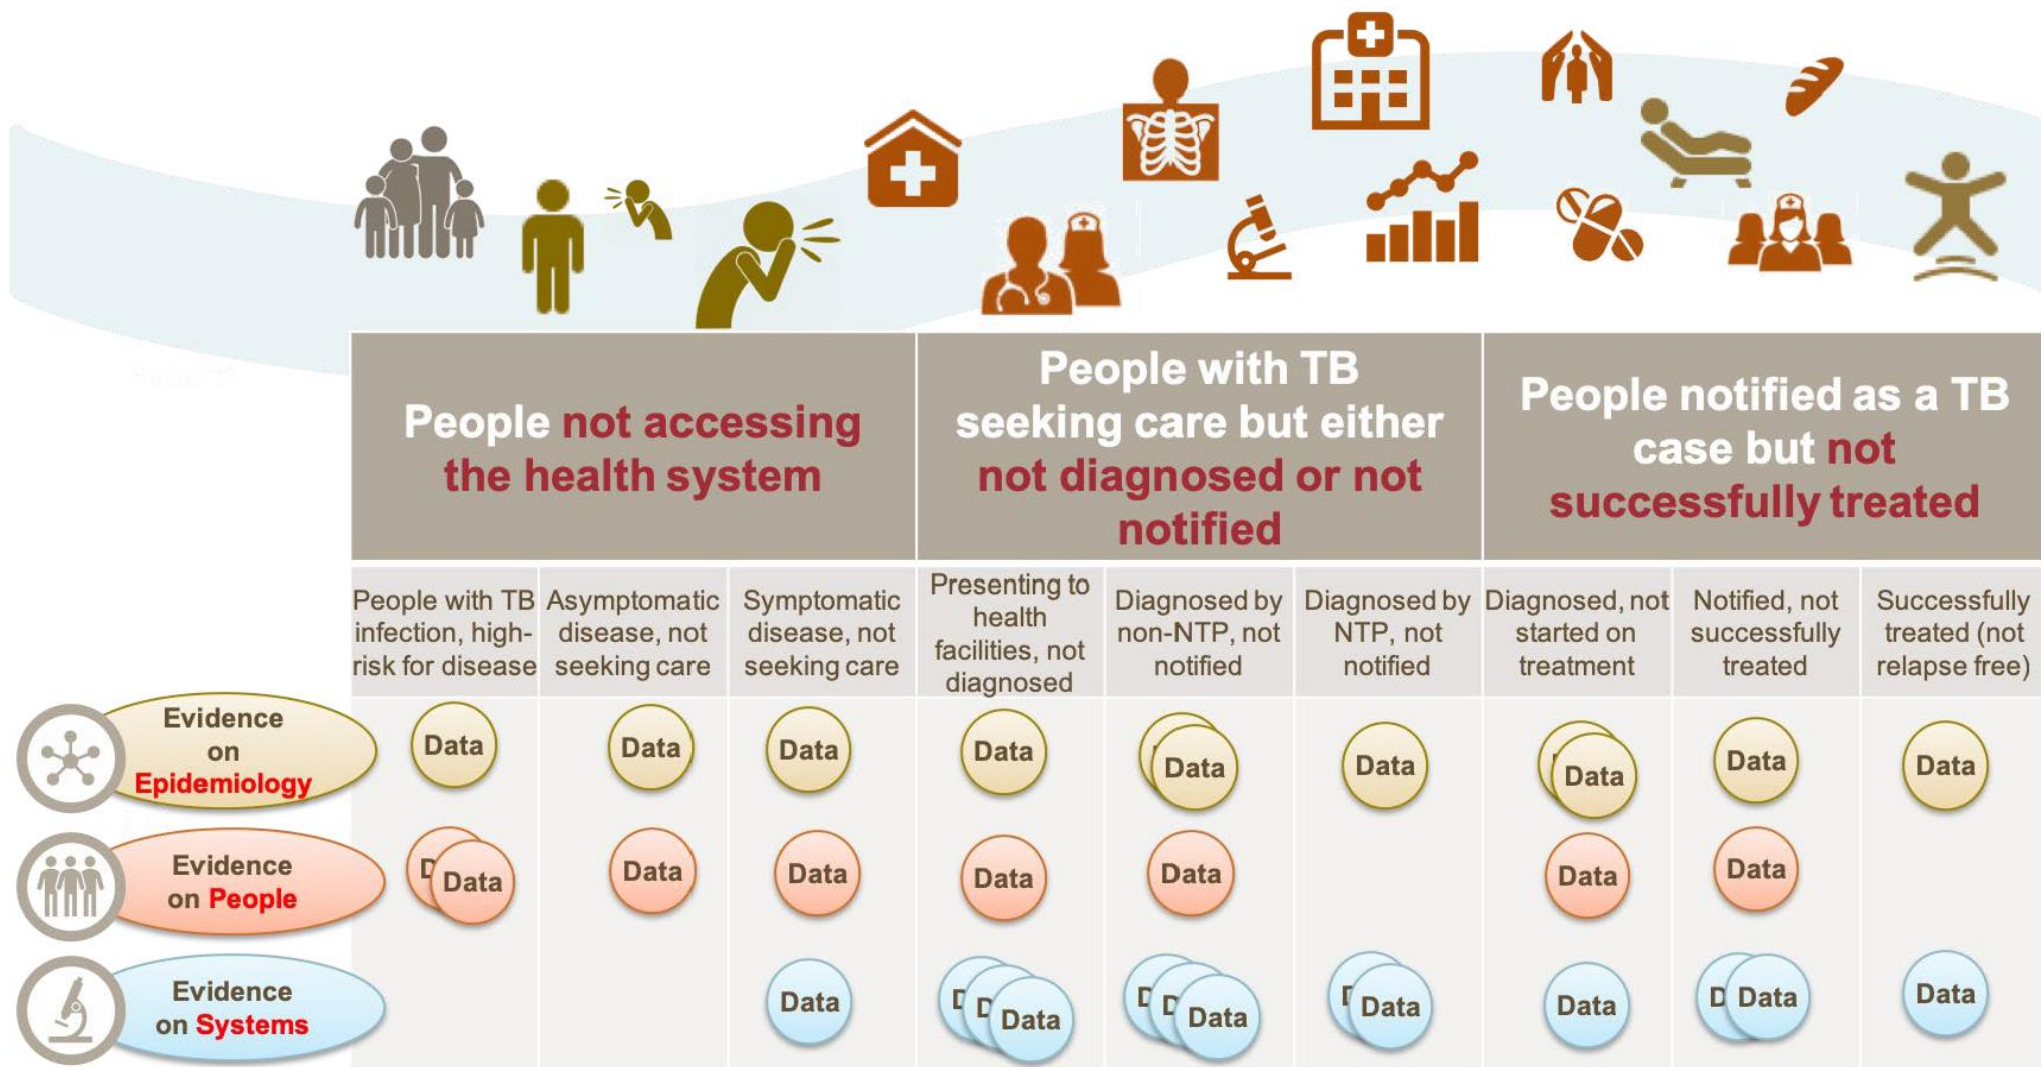 People not accessing
the health system
People with TB
seeking care but either
not diagnosed or not
notified
People notified as a TB
case but not
successfully treated
People with TB
infection, high-
risk for disease
Asymptomatic
disease, not
seeking care
Symptomatic
disease, not
seeking care
Presenting to
health
facilities, not
diagnosed
Diagnosed by
non-NTP, not
notified
Diagnosed by
NTP, not
notified
Diagnosed, not
started on
treatment
Notified, not
successfully
treated
Successfully
treated (not
relapse free)
Evidence
on
Epidemiology
Data
Data
Data
Data
Data
Data
Data
Data
Data
Evidence
on People
D
Data
Data
Data
Data
Data
Data
Data
Evidence
on Systems
Data
D
D
Data
D
D
Data
D
Data
Data
D
Data
Data